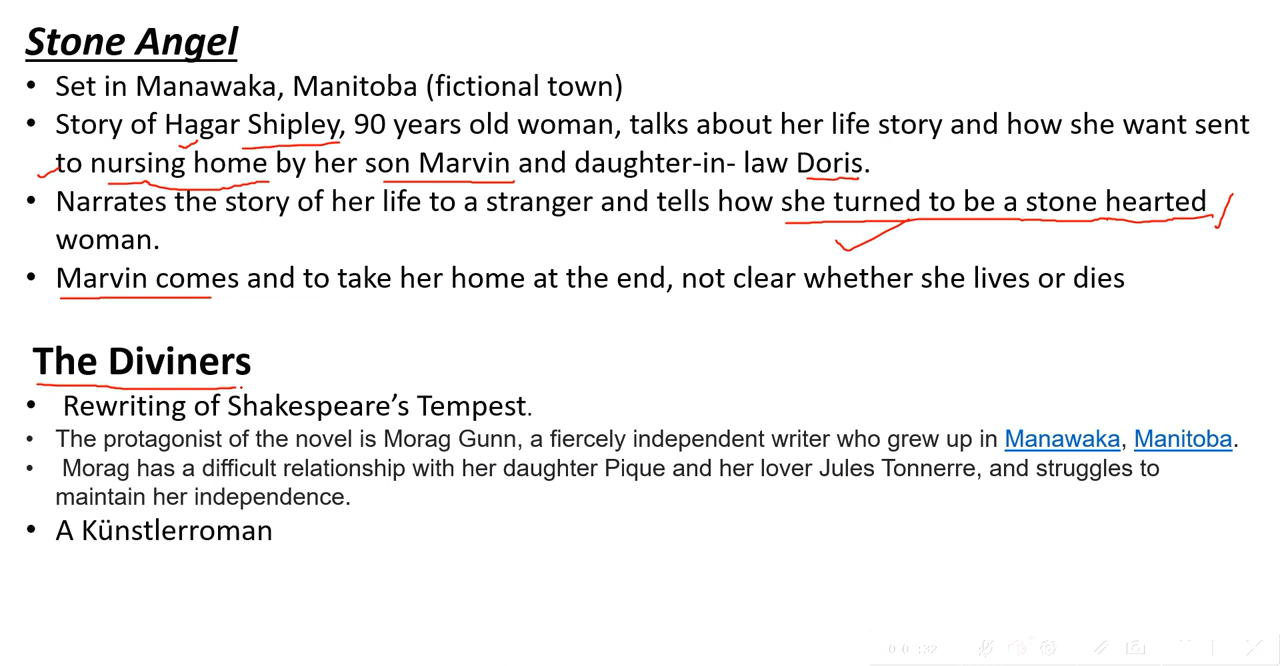 Stone Angel
• Set in Manawaka, Manitoba (fictional town)
• Story of Hagar Shipley, 90 years old woman, talks about her life story and how she want sent
to nursing home by her son Marvin and daughter-in- law Doris.
• Narrates the story of her life to a stranger and tells how she turned to be a stone hearted
woman.
• Marvin comes and to take her home at the end, not clear whether she lives or dies
The Diviners
• Rewriting of Shakespeare’s Tempest.
• The protagonist of the novel is Morag Gunn, a fiercely independent writer who grew up in Manawaka, Manitoba.
• Morag has a difficult relationship with her daughter Pique and her lover Jules Tonnerre, and struggles to
maintain her independence.
• A Künstlerroman